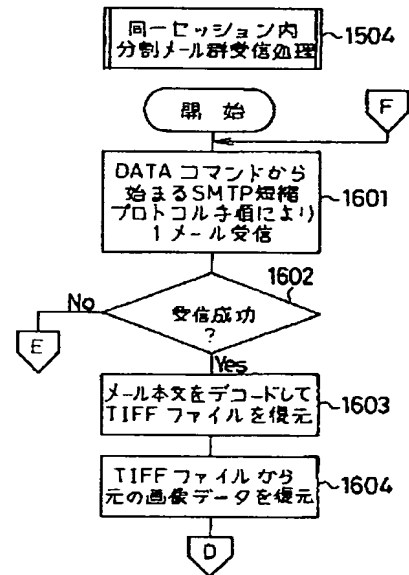 同一セッション内
分割メール群受信処理
1504
開始
F
DATAコマンドから
始まるSMTP短縮
プロトコル手順により
1メール受信
1601
1602
No
受信成功
?
E
Yes
メール本文をデコードして
TIFFファイルを復元
1603
TIFFファイルから
元の画像データを復元
1604
D